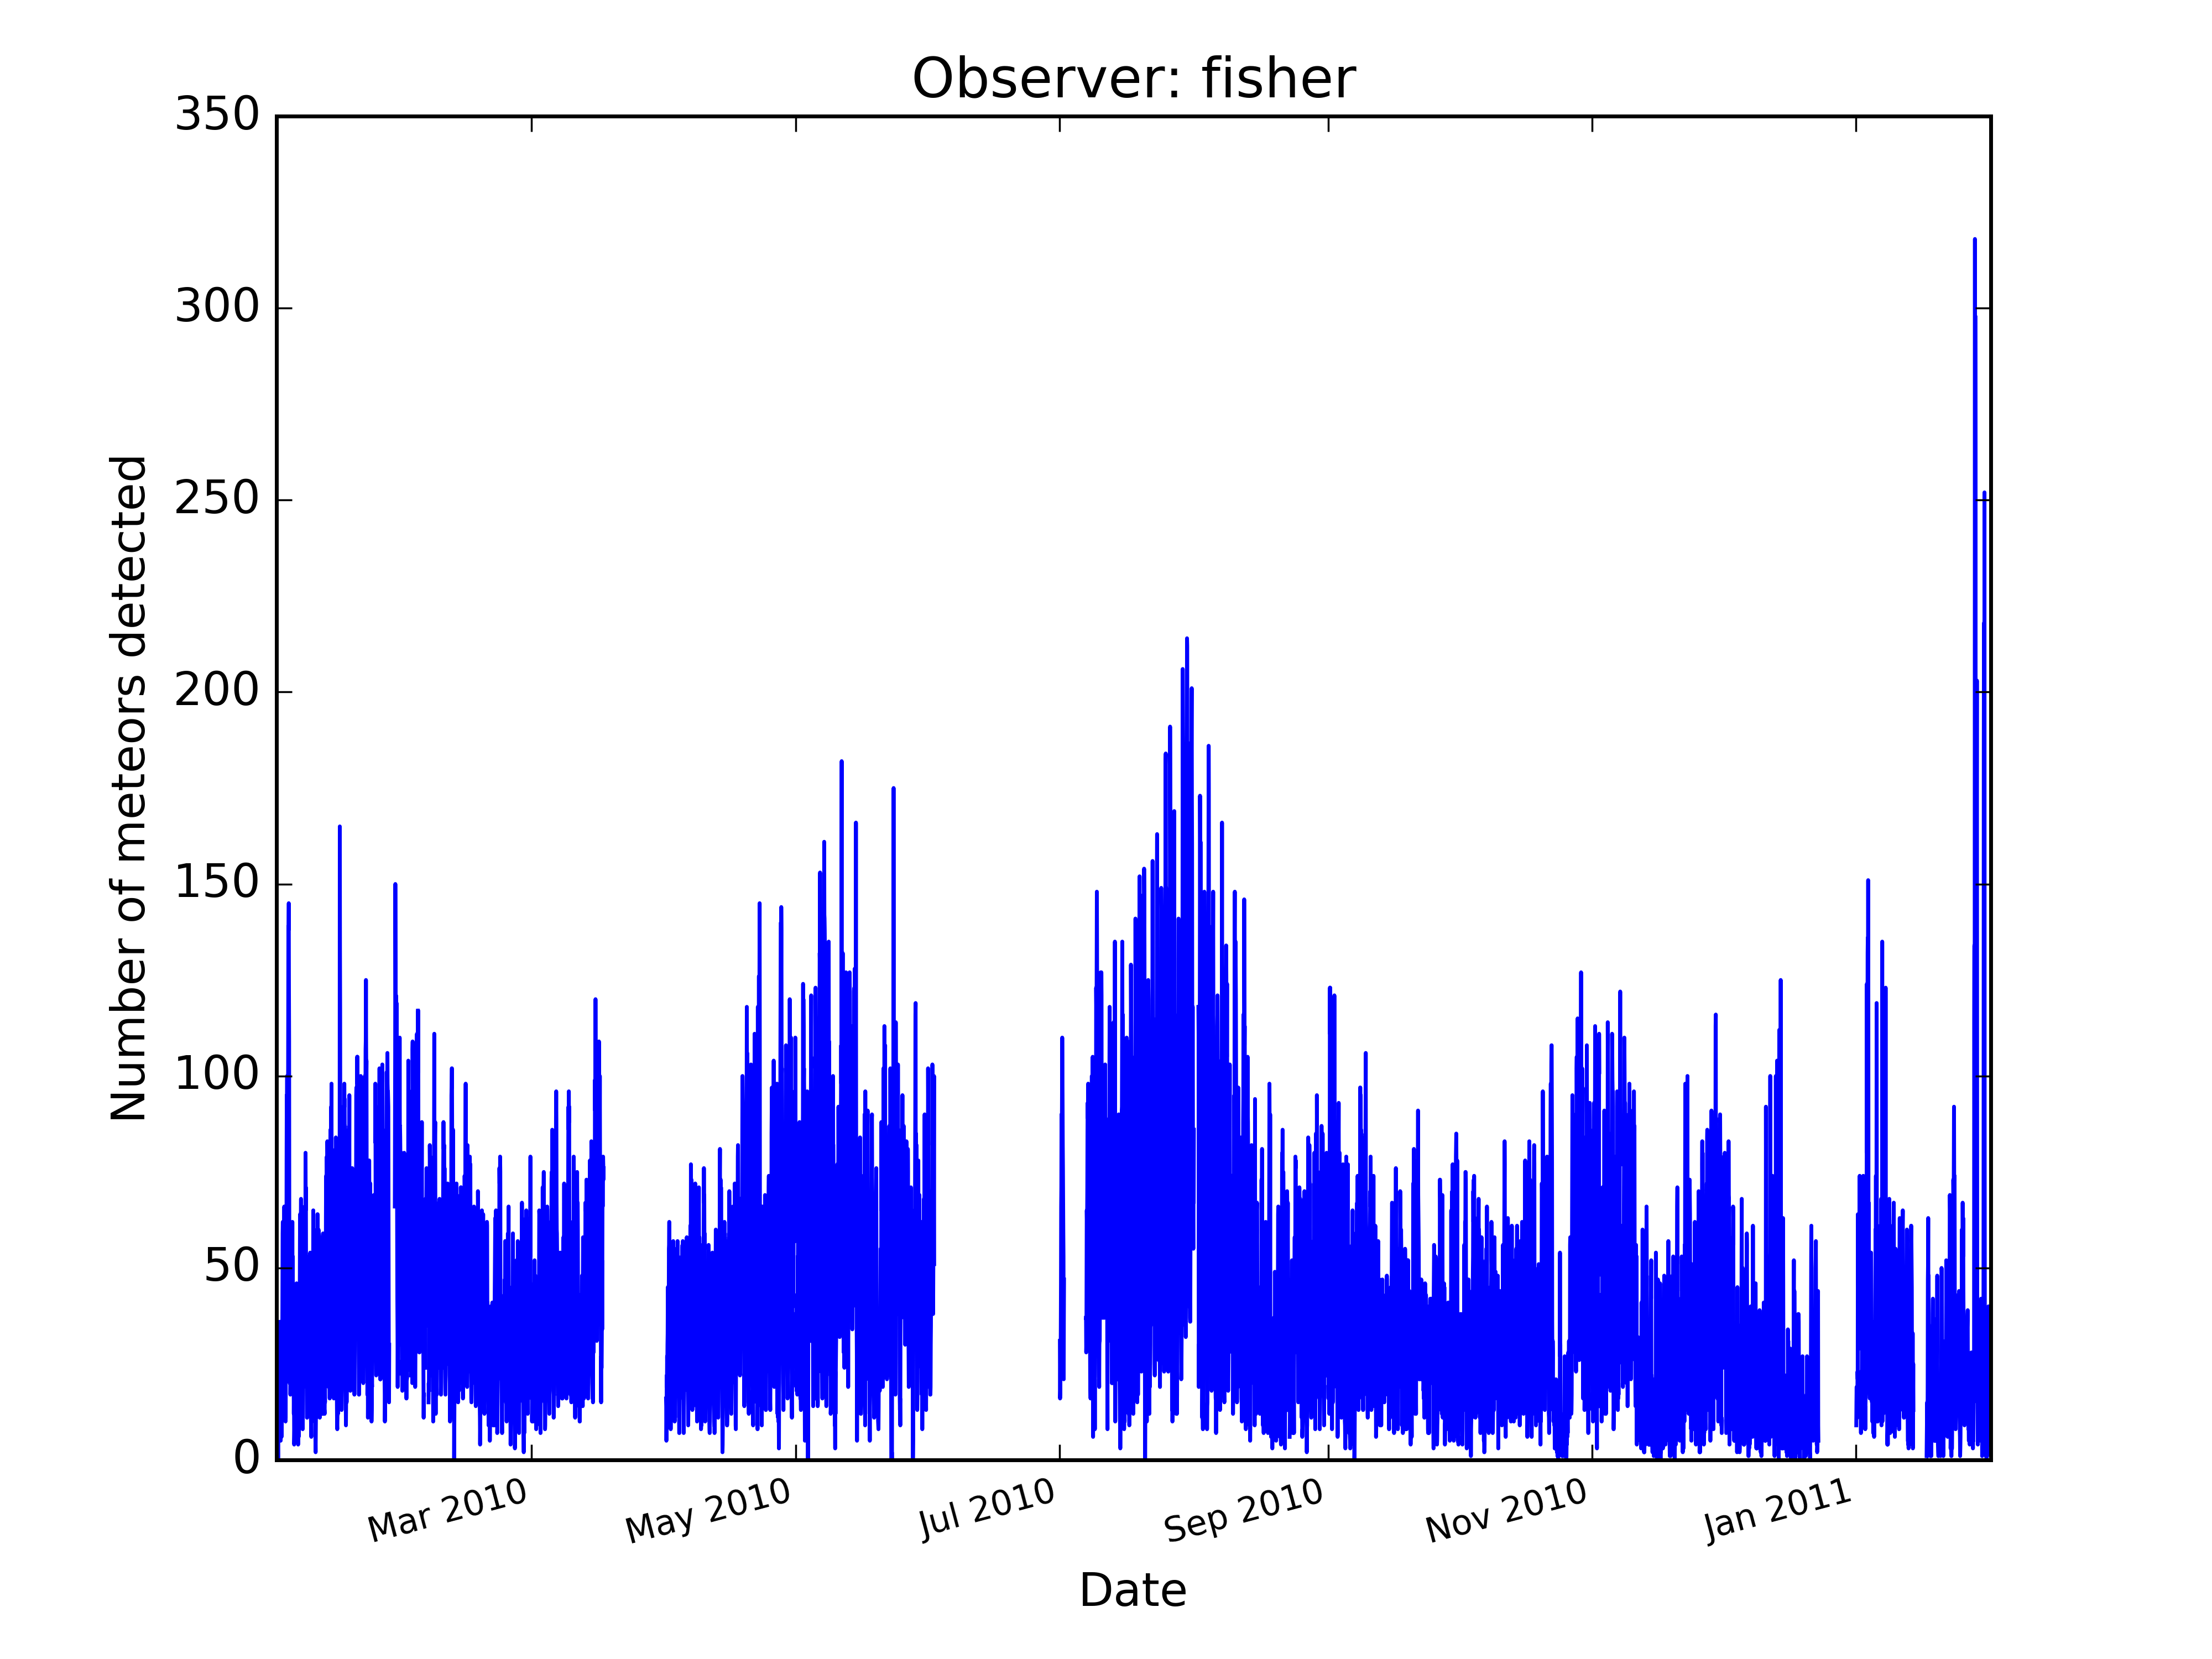 Observer: fisher
350
300
250
200
150
100
50
0
Number of meteors detected
Mar 2010
May 2010
Jul 2010
Sep 2010
Nov 2010
Jan 2011
Date